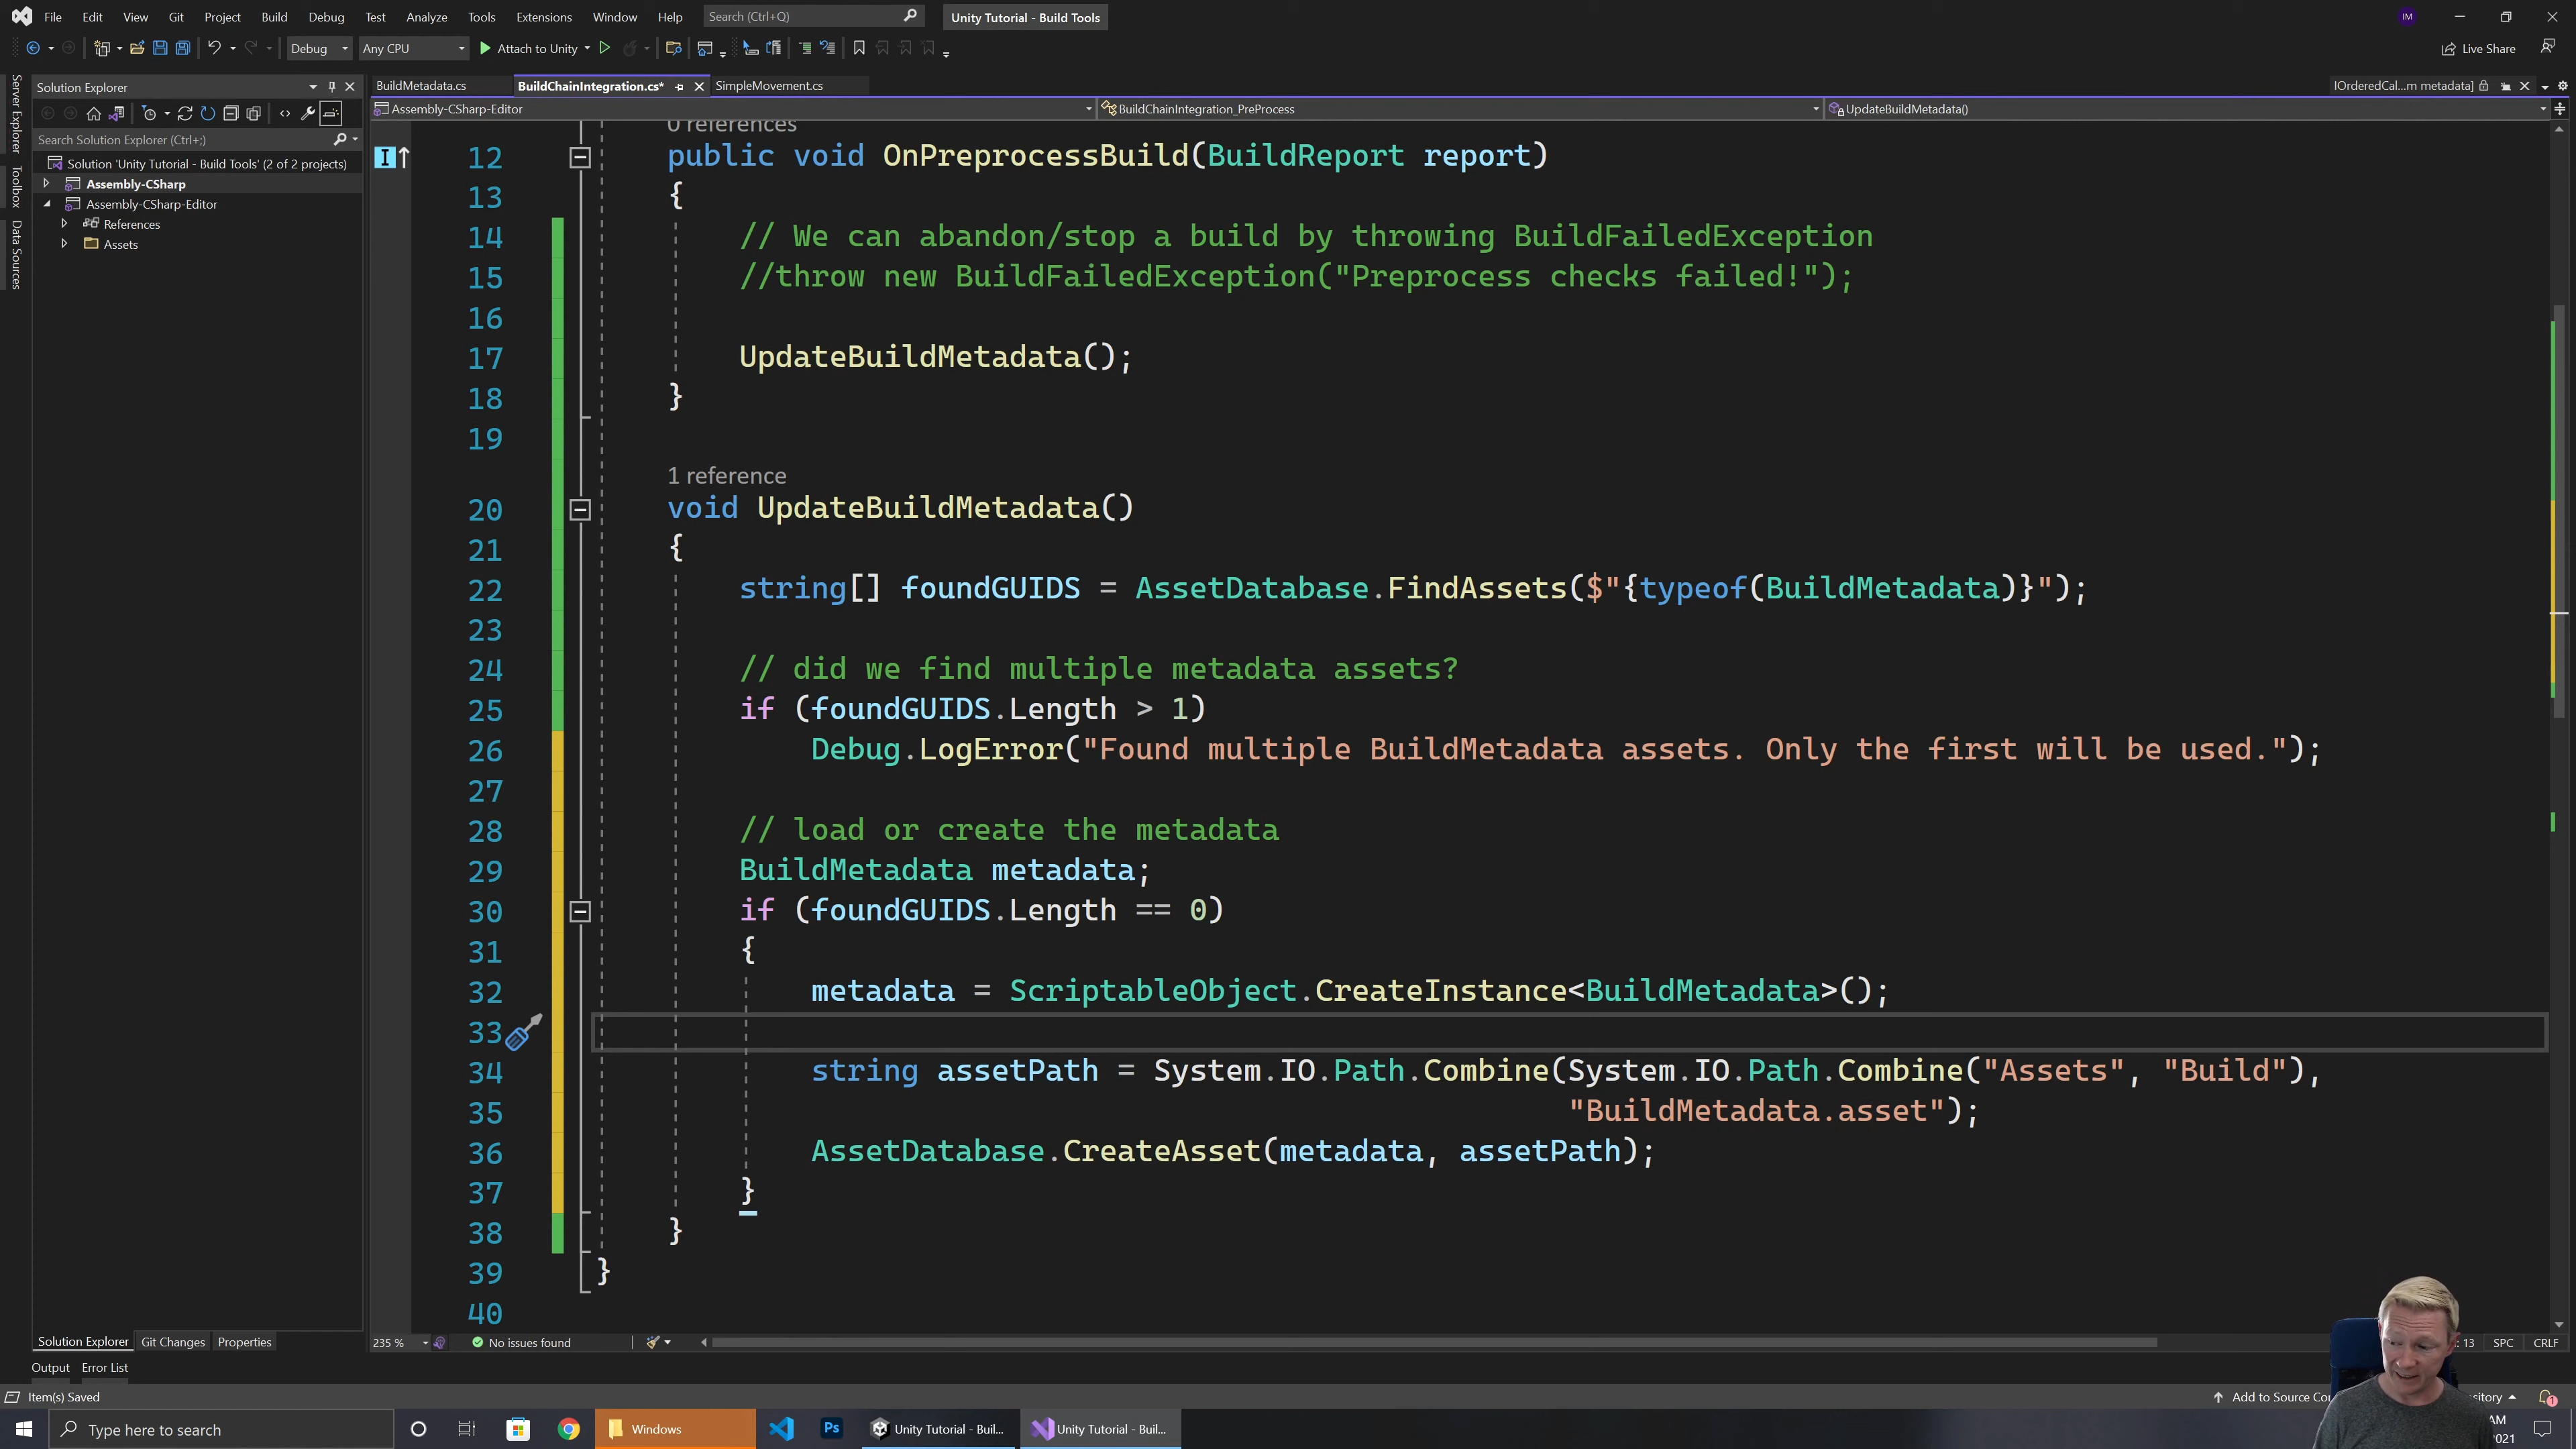 File Edit View Git Project Build Debug Test Analyze Tools Extensions Window Help Search (Ctrl+Q) Unity Tutorial - Build Tools IM
Debug Any CPU Attach to Unity Live Share
Server Explorer
Toolbox
Data Sources
Solution Explorer
Search Solution Explorer (Ctrl+;)
Solution 'Unity Tutorial - Build Tools' (2 of 2 projects)
Assembly-CSharp
Assembly-CSharp-Editor
References
Assets
BuildMetadata.cs BuildChainIntegration.cs* SimpleMovement.cs IOrderedCal...m metadata]
Assembly-CSharp-Editor BuildChainIntegration_PreProcess UpdateBuildMetadata()
0 references
12 public void OnPreprocessBuild(BuildReport report)
13 {
14 // We can abandon/stop a build by throwing BuildFailedException
15 //throw new BuildFailedException("Preprocess checks failed!");
16
17 UpdateBuildMetadata();
18 }
19
1 reference
20 void UpdateBuildMetadata()
21 {
22 string[] foundGUIDS = AssetDatabase.FindAssets($"{typeof(BuildMetadata)}");
23
24 // did we find multiple metadata assets?
25 if (foundGUIDS.Length > 1)
26 Debug.LogError("Found multiple BuildMetadata assets. Only the first will be used.");
27
28 // load or create the metadata
29 BuildMetadata metadata;
30 if (foundGUIDS.Length == 0)
31 {
32 metadata = ScriptableObject.CreateInstance<BuildMetadata>();
33
34 string assetPath = System.IO.Path.Combine(System.IO.Path.Combine("Assets", "Build"),
35 "BuildMetadata.asset");
36 AssetDatabase.CreateAsset(metadata, assetPath);
37 }
38 }
39 }
40
Solution Explorer Git Changes Properties
235 % No issues found : 13 SPC CRLF
Output Error List
Item(s) Saved Add to Source
Type here to search Windows Ps Unity Tutorial - Buil... Unity Tutorial - Buil...